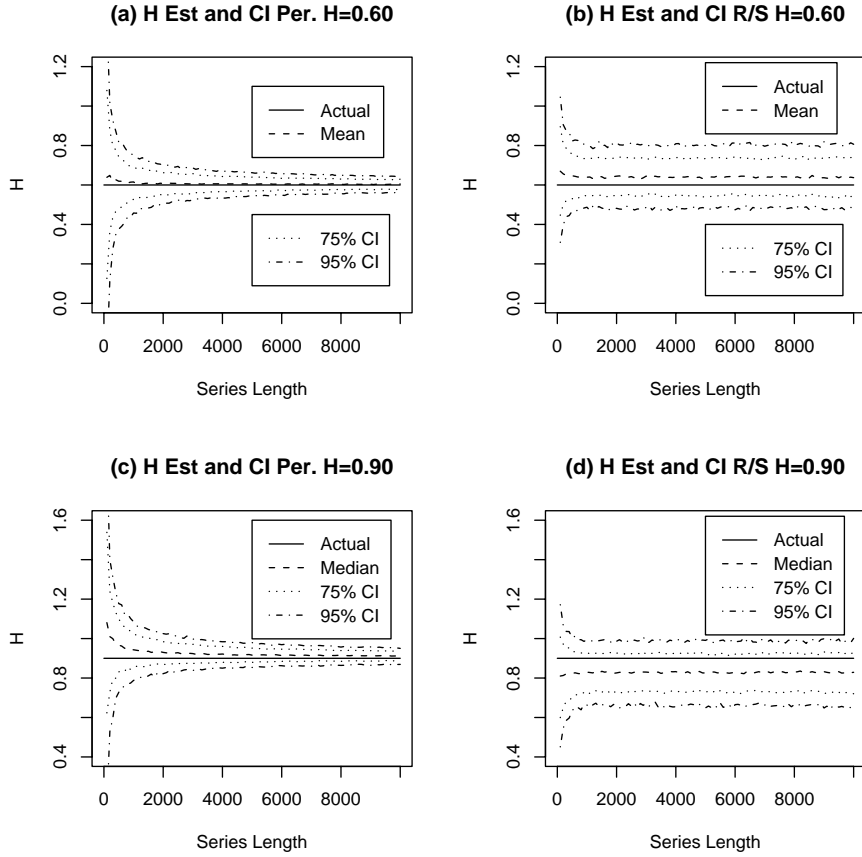 (a) H Est and CI Per. H=0.60
H
1.2
0.8
0.4
0.0
Actual
Mean
75% CI
95% CI
0 2000 4000 6000 8000
Series Length
(b) H Est and CI R/S H=0.60
H
1.2
0.8
0.4
0.0
Actual
Mean
75% CI
95% CI
0 2000 4000 6000 8000
Series Length
(c) H Est and CI Per. H=0.90
H
1.6
1.2
0.8
0.4
Actual
Median
75% CI
95% CI
0 2000 4000 6000 8000
Series Length
(d) H Est and CI R/S H=0.90
H
1.6
1.2
0.8
0.4
Actual
Median
75% CI
95% CI
0 2000 4000 6000 8000
Series Length